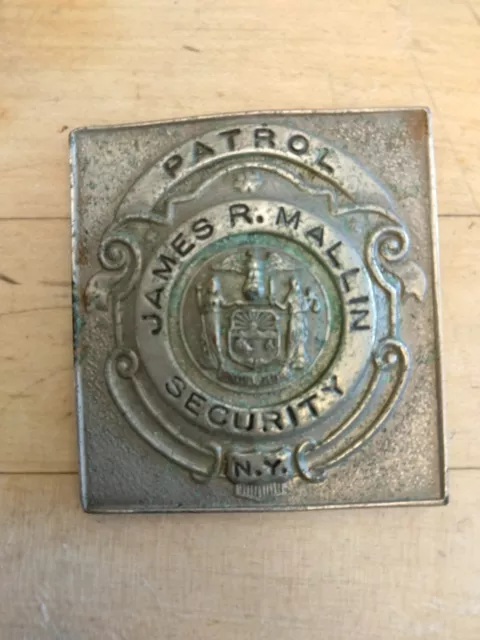 PATROL
JAMES R. MALLIN
SECURITY
N.Y.